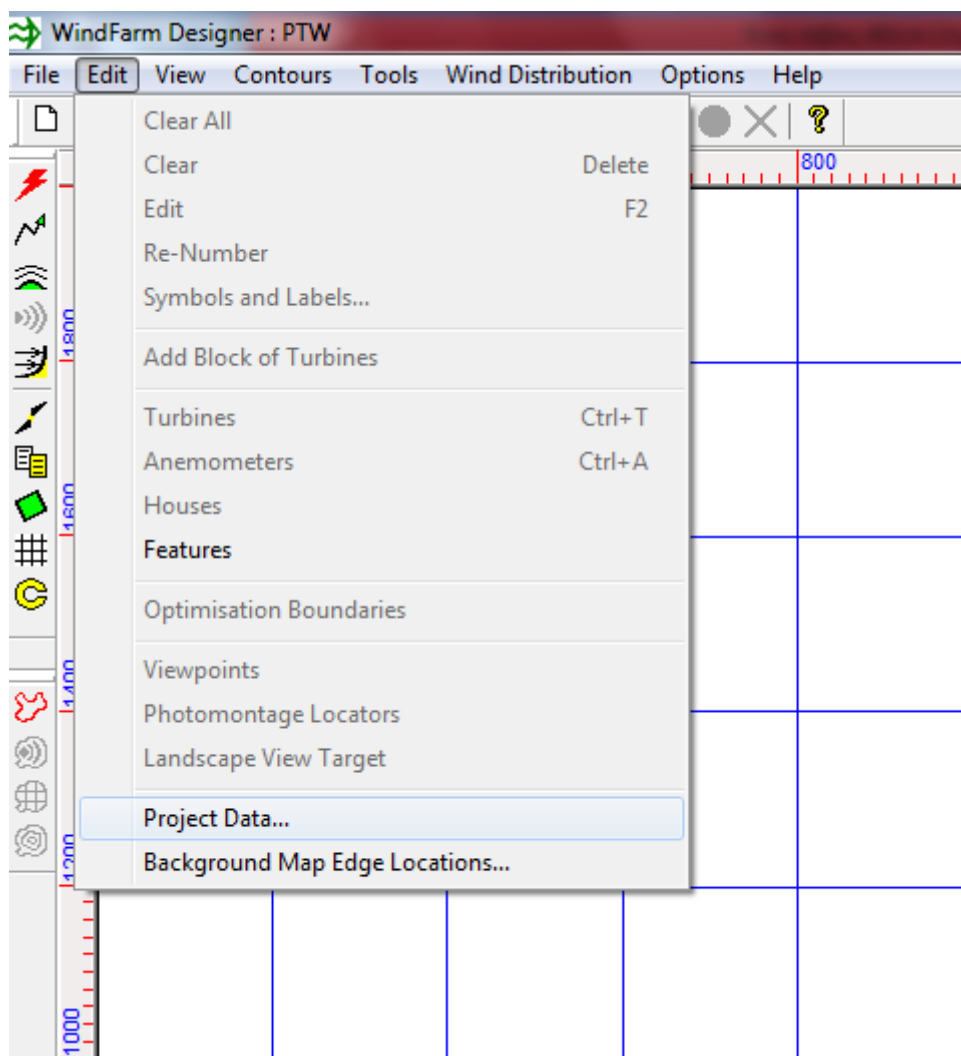 WindFarm Designer : PTW
File Edit View Contours Tools Wind Distribution Options Help
Clear All
Clear Delete
Edit F2
Re-Number
Symbols and Labels...
Add Block of Turbines
Turbines Ctrl+T
Anemometers Ctrl+A
Houses
Features
Optimisation Boundaries
Viewpoints
Photomontage Locators
Landscape View Target
Project Data...
Background Map Edge Locations...
800
1800
1600
1400
1200
1000